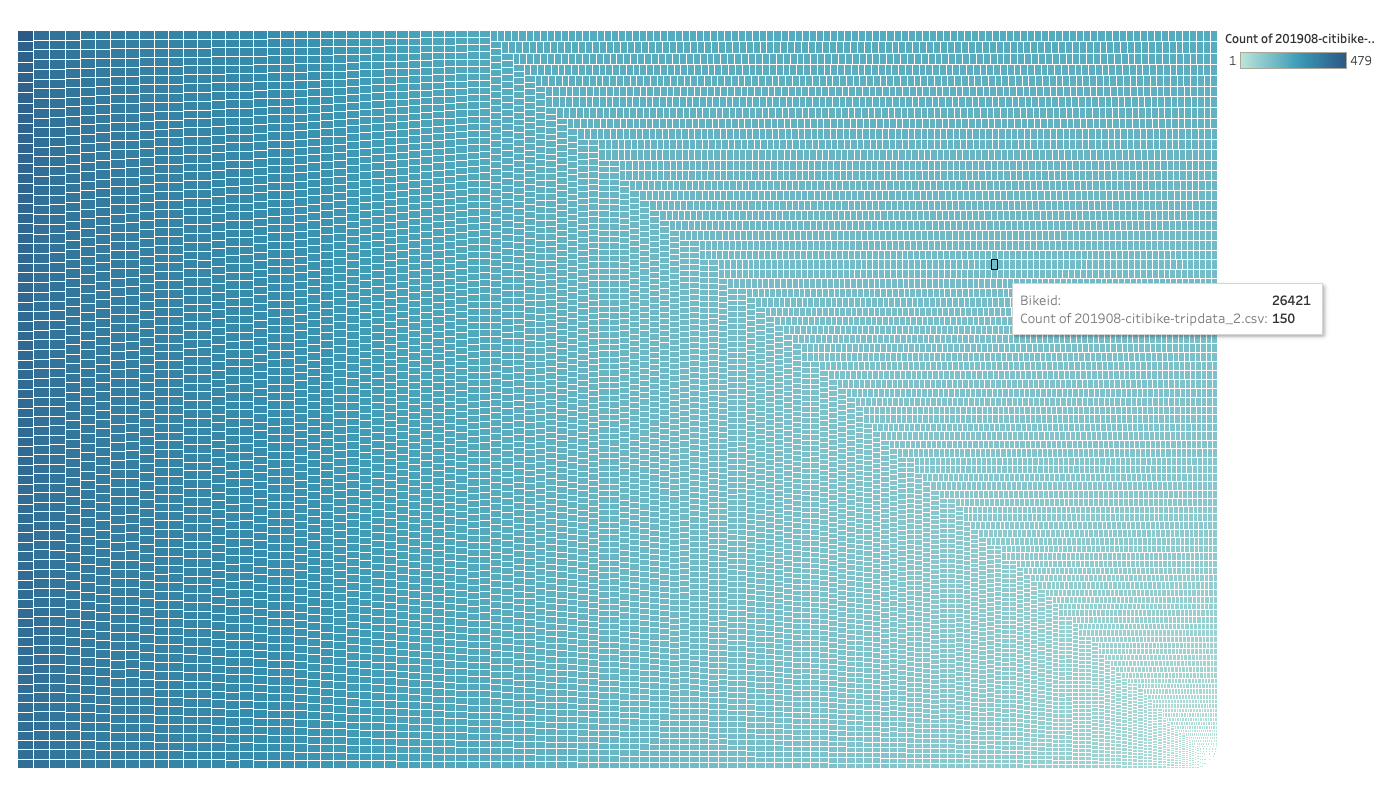 Count of 201908-citibike-..
1 479
Bikeid: 26421
Count of 201908-citibike-tripdata_2.csv: 150